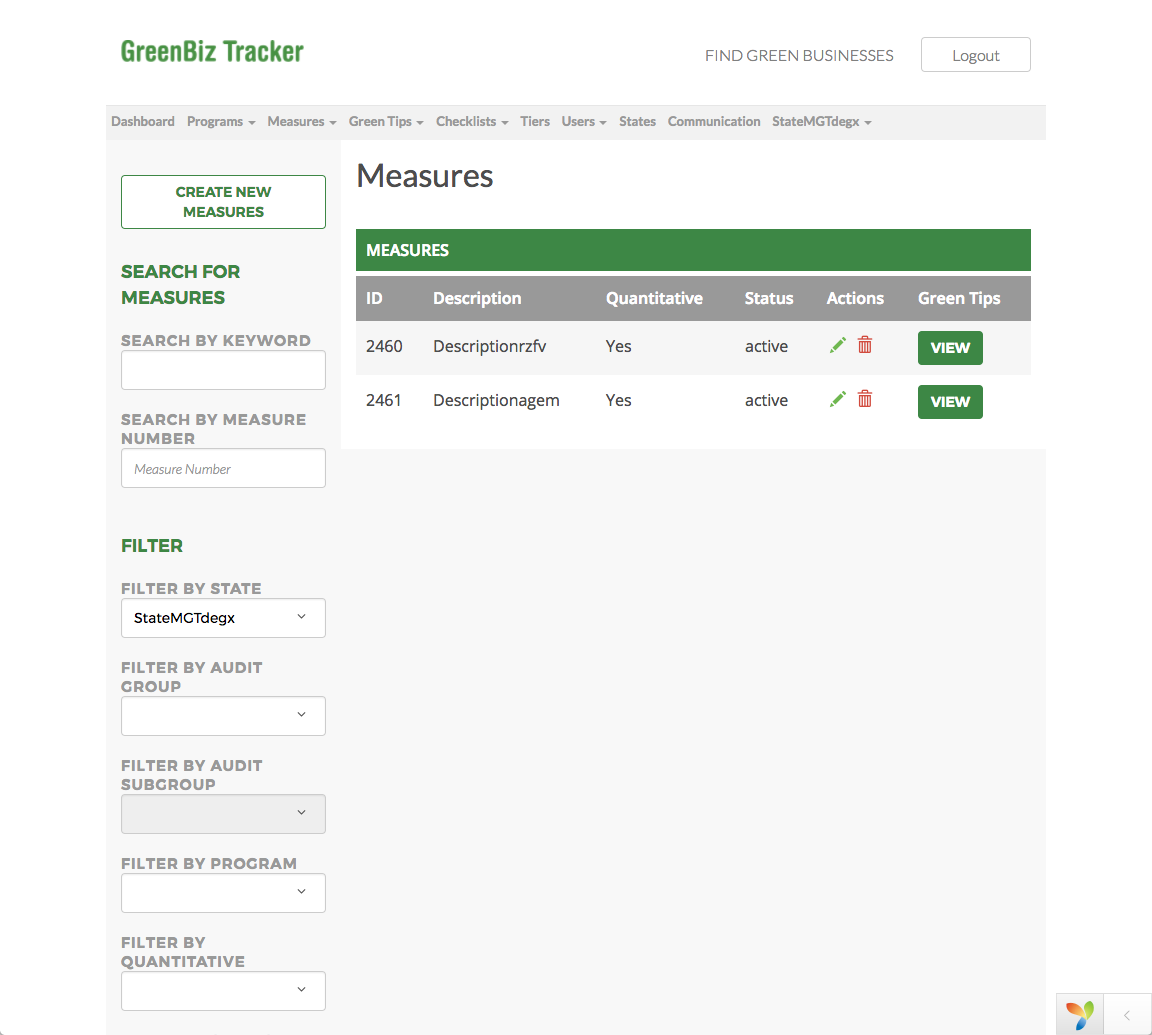 GreenBiz Tracker
FIND GREEN BUSINESSES
Logout
Dashboard Programs Measures Green Tips Checklists Tiers Users States Communication StateMGTdegx
CREATE NEW
MEASURES
SEARCH FOR
MEASURES
SEARCH BY KEYWORD
SEARCH BY MEASURE
NUMBER
Measure Number
FILTER
FILTER BY STATE
StateMGTdegx
FILTER BY AUDIT
GROUP
FILTER BY AUDIT
SUBGROUP
FILTER BY PROGRAM
FILTER BY
QUANTITATIVE
Measures
MEASURES
ID Description Quantitative Status Actions Green Tips
2460 Descriptionrzfv Yes active VIEW
2461 Descriptionagem Yes active VIEW